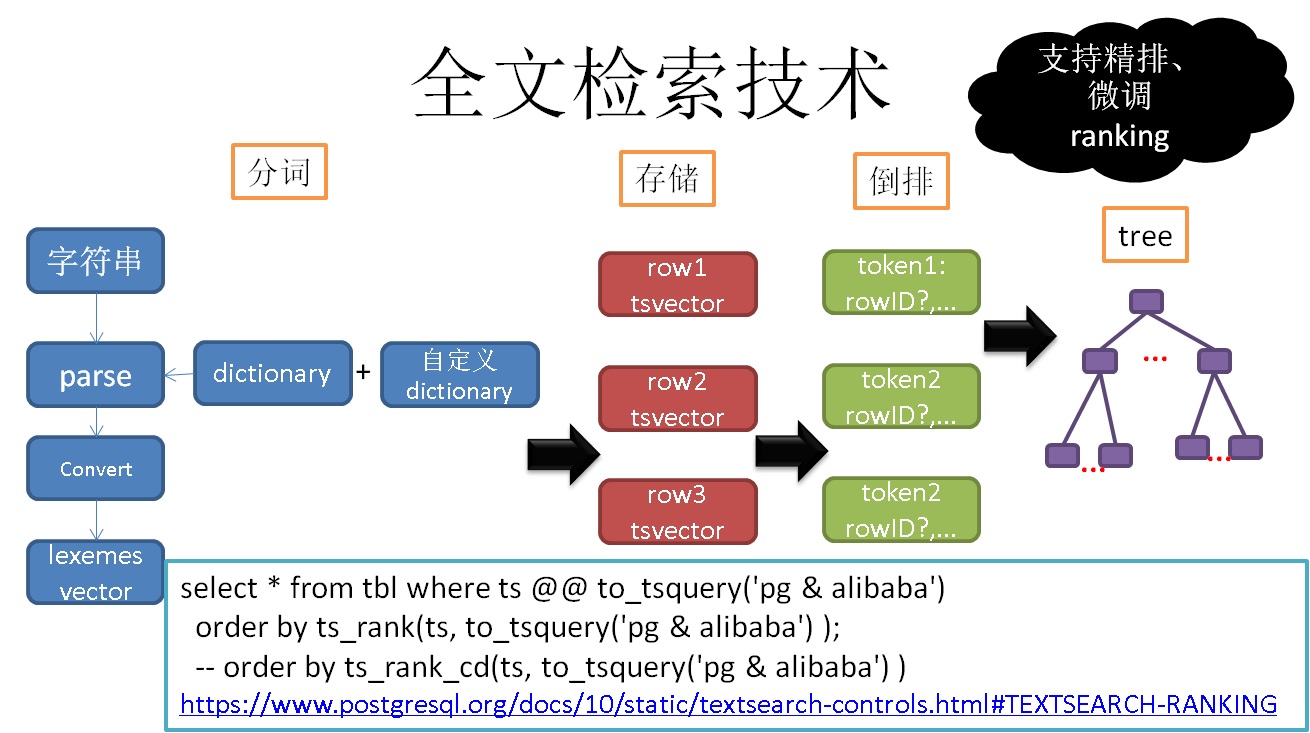 全文检索技术
支持精排、
微调
ranking
分词
存储
倒排
tree
字符串
parse
dictionary
+
自定义
dictionary
Convert
lexemes
vector
row1
tsvector
row2
tsvector
row3
tsvector
token1:
rowID?,...
token2
rowID?,...
token2
rowID?,...
...
...
...
select * from tbl where ts @@ to_tsquery('pg & alibaba')
order by ts_rank(ts, to_tsquery('pg & alibaba') );
-- order by ts_rank_cd(ts, to_tsquery('pg & alibaba') )
https://www.postgresql.org/docs/10/static/textsearch-controls.html#TEXTSEARCH-RANKING